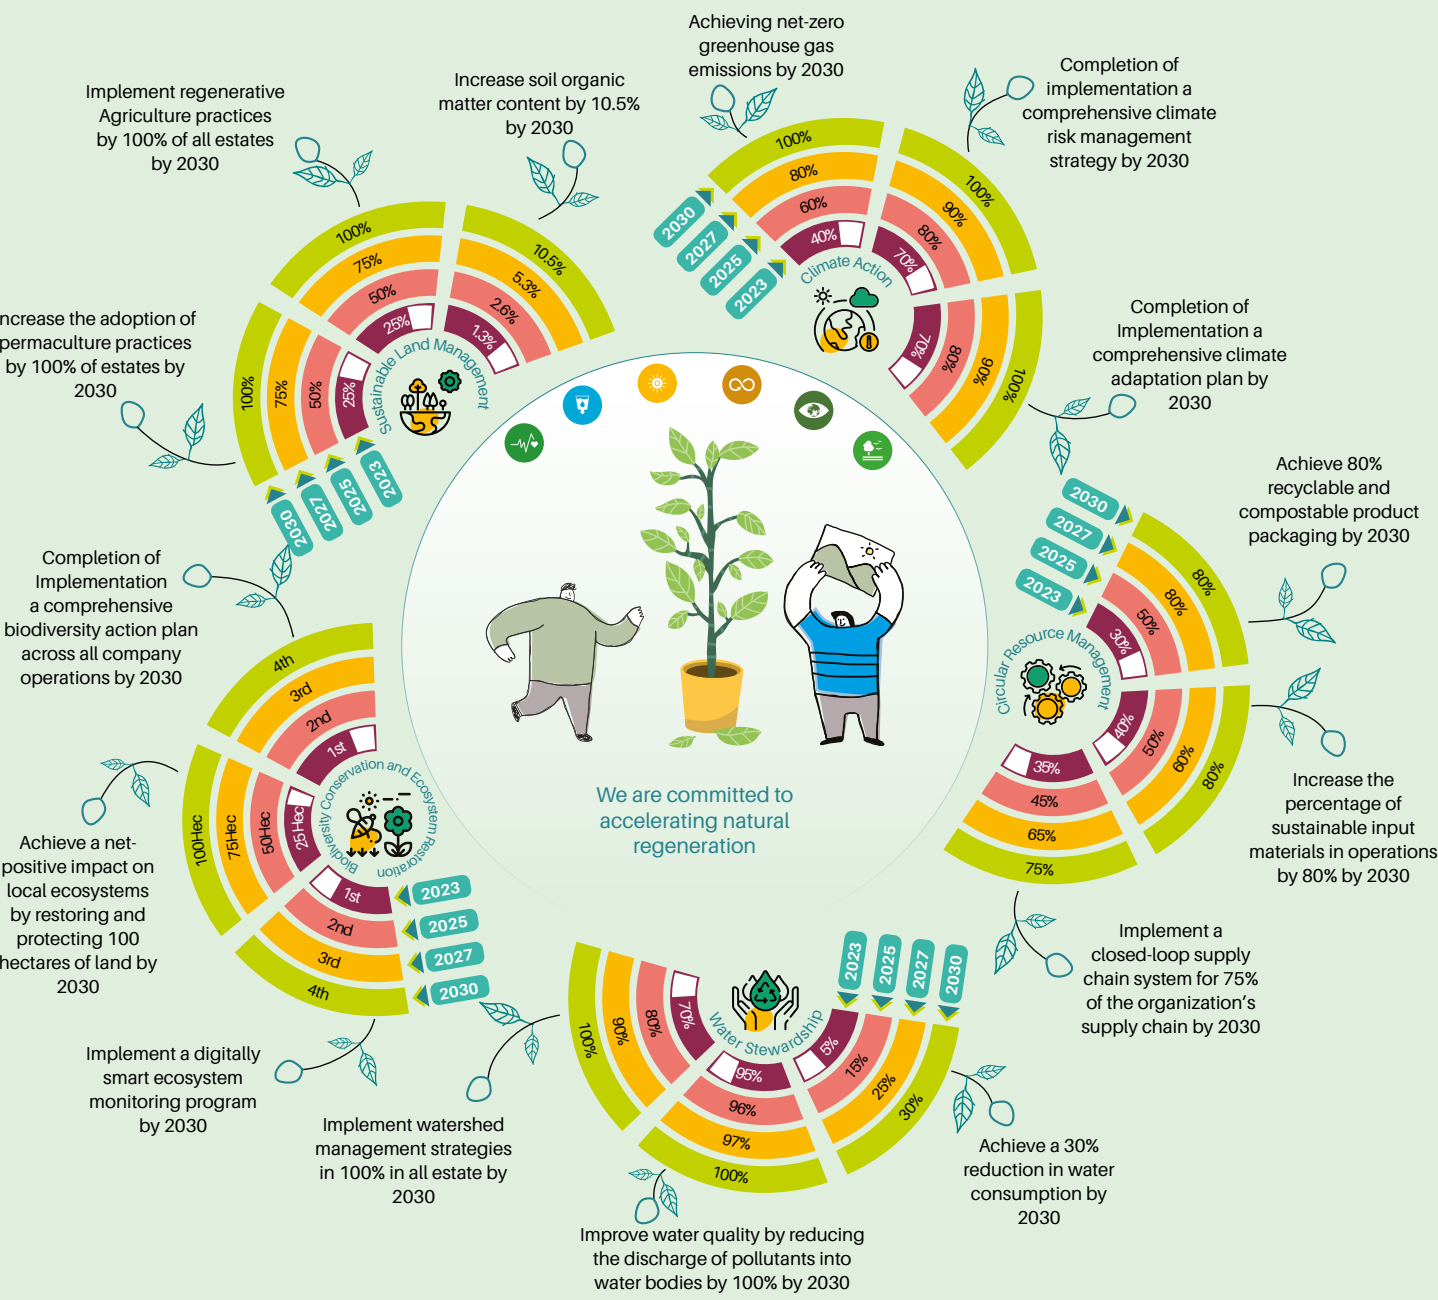 Achieving net-zero
greenhouse gas
emissions by 2030
Completion of
implementation a
comprehensive climate
risk management
strategy by 2030
Increase soil organic
matter content by 10.5%
by 2030
Implement regenerative
Agriculture practices
by 100% of all estates
by 2030
ncrease the adoption of
permaculture practices
by 100% of estates by
2030
100%
75%
50%
25%
100%
75%
50%
25%
10.5%
5.3%
2.6%
1.3%
Sustainable Land Management
2030
2027
2025
2023
2030
2027
2025
2023
100%
80%
60%
40%
100%
90%
80%
70%
100%
90%
80%
70%
Climate Action
Completion of
Implementation a
comprehensive climate
adaptation plan by
2030
Achieve 80%
recyclable and
compostable product
packaging by 2030
2030
2027
2025
2023
80%
80%
50%
30%
40%
50%
60%
80%
35%
45%
65%
75%
Circular Resource Management
Increase the
percentage of
sustainable input
materials in operations
by 80% by 2030
Implement a
closed-loop supply
chain system for 75%
of the organization's
supply chain by 2030
Completion of
Implementation
a comprehensive
biodiversity action plan
across all company
operations by 2030
4th
3rd
2nd
1st
100Hec
75Hec
50Hec
25Hec
1st
2nd
3rd
4th
Biodiversity Conservation and Ecosystem Restoration
2023
2025
2027
2030
Achieve a net-
positive impact on
local ecosystems
by restoring and
protecting 100
hectares of land by
2030
Implement a digitally
smart ecosystem
monitoring program
by 2030
We are committed to
accelerating natural
regeneration
2023
2025
2027
2030
100%
90%
80%
70%
95%
96%
97%
100%
5%
15%
25%
30%
Water Stewardship
Implement watershed
management strategies
in 100% in all estate by
2030
Improve water quality by reducing
the discharge of pollutants into
water bodies by 100% by 2030
Achieve a 30%
reduction in water
consumption by
2030